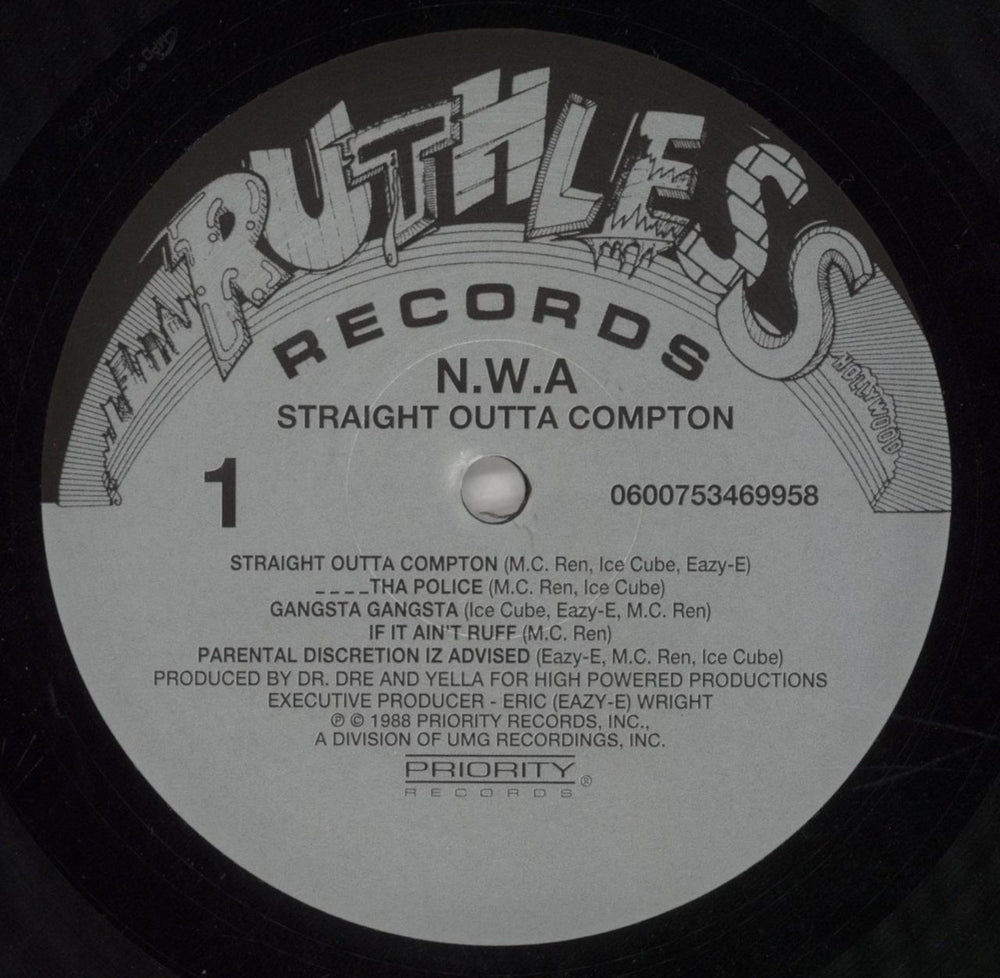 RUTHLESS
RECORDS
HOLLYWOOD
N.W.A
STRAIGHT OUTTA COMPTON
1
0600753469958
STRAIGHT OUTTA COMPTON (M.C. Ren, Ice Cube, Eazy-E)
_ _ _ _THA POLICE (M.C. Ren, Ice Cube)
GANGSTA GANGSTA (Ice Cube, Eazy-E, M.C. Ren)
IF IT AIN'T RUFF (M.C. Ren)
PARENTAL DISCRETION IZ ADVISED (Eazy-E, M.C. Ren, Ice Cube)
PRODUCED BY DR. DRE AND YELLA FOR HIGH POWERED PRODUCTIONS
EXECUTIVE PRODUCER - ERIC (EAZY-E) WRIGHT
℗ © 1988 PRIORITY RECORDS, INC.,
A DIVISION OF UMG RECORDINGS, INC.
PRIORITY ®
RECORDS